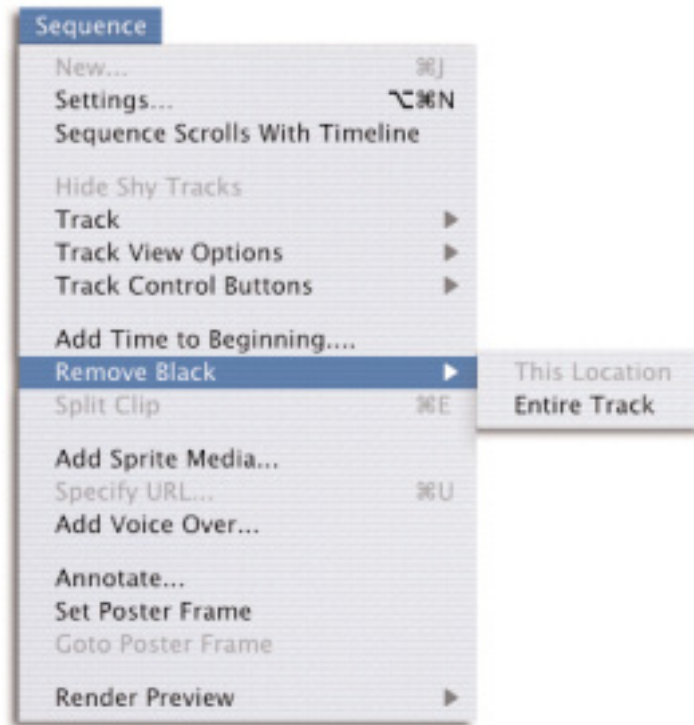 Sequence
New... ⌘J
Settings... ⌥⌘N
Sequence Scrolls With Timeline
Hide Shy Tracks
Track
Track View Options
Track Control Buttons
Add Time to Beginning....
Remove Black
This Location
Entire Track
Split Clip ⌘E
Add Sprite Media...
Specify URL... ⌘U
Add Voice Over...
Annotate...
Set Poster Frame
Goto Poster Frame
Render Preview